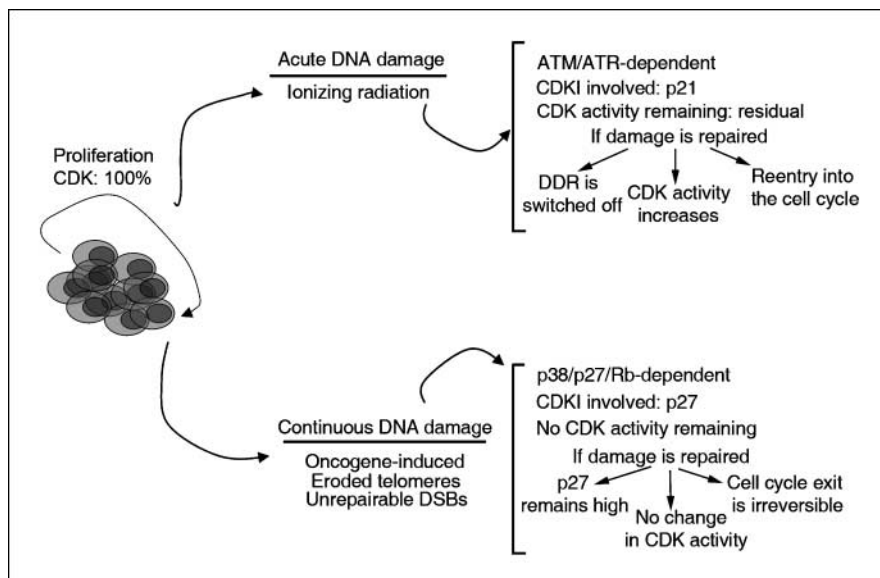 Proliferation
CDK: 100%
Acute DNA damage
Ionizing radiation
ATM/ATR-dependent
CDKI involved: p21
CDK activity remaining: residual
If damage is repaired
DDR is
switched off
CDK activity
increases
Reentry into
the cell cycle
Continuous DNA damage
Oncogene-induced
Eroded telomeres
Unrepairable DSBs
p38/p27/Rb-dependent
CDKI involved: p27
No CDK activity remaining
If damage is repaired
p27
remains high
No change
in CDK activity
Cell cycle exit
is irreversible